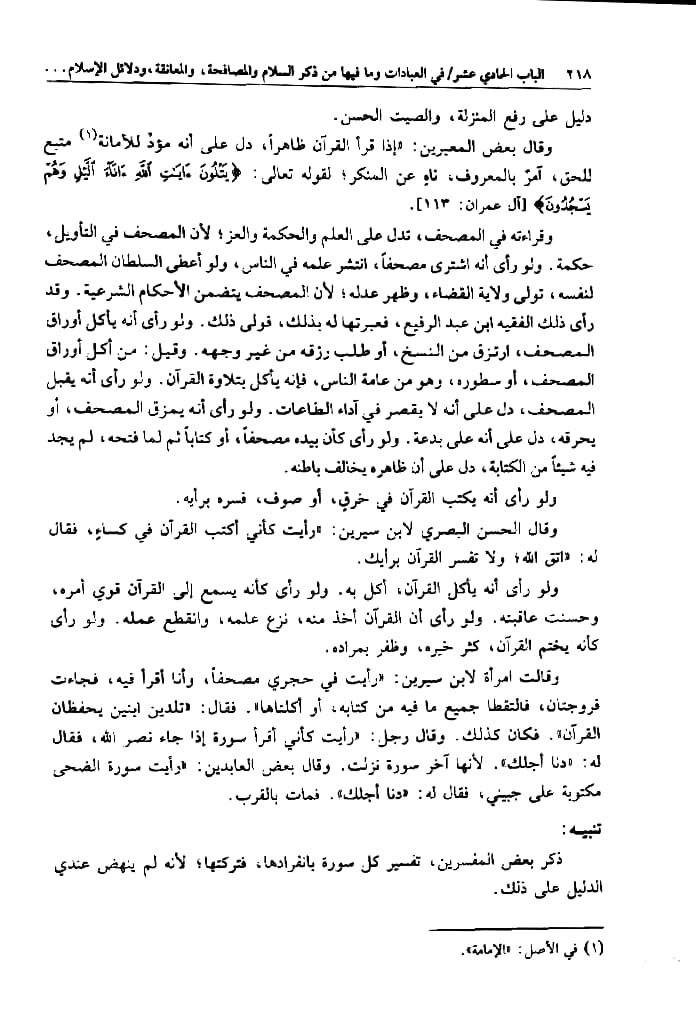 ٢١٨ الباب الحادي عشر/ في العبادات وما فيها من ذكر السلام والمصافحة، والمعانقة، ودلائل الإسلام...
دليل على رفع المنزلة، والصيت الحسن.
وقال بعض المعبرين: «إذا قرأ القرآن ظاهراً، دل على أنه مؤدٍ للأمانة(١) متبع
للحق، آمرٌ بالمعروف، ناهٍ عن المنكر؛ لقوله تعالى: ﴿يَتْلُونَ ءَايَٰتِ ٱللَّهِ ءَانَآءَ ٱلَّيْلِ وَهُمْ
يَسْجُدُونَ﴾ [آل عمران: ١١٣].
وقراءته في المصحف، تدل على العلم والحكمة والعز؛ لأن المصحف في التأويل،
حكمة. ولو رأى أنه اشترى مصحفاً، انتشر علمه في الناس، ولو أعطى السلطان المصحف
لنفسه، تولى ولاية القضاء، وظهر عدله؛ لأن المصحف يتضمن الأحكام الشرعية. وقد
رأى ذلك الفقيه ابن عبد الرفيع، فعبرتها له بذلك، فولي ذلك. ولو رأى أنه يأكل أوراق
المصحف، ارتزق من النسخ، أو طلب رزقه من غير وجهه. وقيل: من أكل أوراق
المصحف، أو سطوره، وهو من عامة الناس، فإنه يأكل بتلاوة القرآن. ولو رأى أنه يقبل
المصحف، دل على أنه لا يقصر في آداء الطاعات. ولو رأى أنه يمزق المصحف، أو
يحرقه، دل على أنه على بدعة. ولو رأى كأن بيده مصحفاً، أو كتاباً ثم لما فتحه، لم يجد
فيه شيئاً من الكتابة، دل على أن ظاهره يخالف باطنه.
ولو رأى أنه يكتب القرآن في خرقٍ، أو صوف، فسره برأيه.
وقال الحسن البصري لابن سيرين: «رأيت كأني أكتب القرآن في كساءٍ، فقال
له: «اتق الله؛ ولا تفسر القرآن برأيك.
ولو رأى أنه يأكل القرآن، أكل به. ولو رأى كأنه يسمع إلى القرآن قوي أمره،
وحسنت عاقبته. ولو رأى أن القرآن أخذ منه، نزع علمه، وانقطع عمله. ولو رأى
كأنه يختم القرآن، كثر خيره، وظفر بمراده.
وقالت امرأة لابن سيرين: «رأيت في حجري مصحفاً، وأنا أقرأ فيه، فجاءت
فروجتان، فالتقطا جميع ما فيه من كتابه، أو أكلتاها». فقال: «تلدين ابنين يحفظان
القرآن». فكان كذلك. وقال رجل: «رأيت كأني أقرأ سورة إذا جاء نصر الله، فقال
له: «دنا أجلك». لأنها آخر سورة نزلت. وقال بعض العابدين: «رأيت سورة الضحى
مكتوبة على جبيني، فقال له: «دنا أجلك». فمات بالقرب.
تنبيه:
ذكر بعض المفسرين، تفسير كل سورة بانفرادها، فتركتها؛ لأنه لم ينهض عندي
الدليل على ذلك.
(١) في الأصل: «الإمامة».